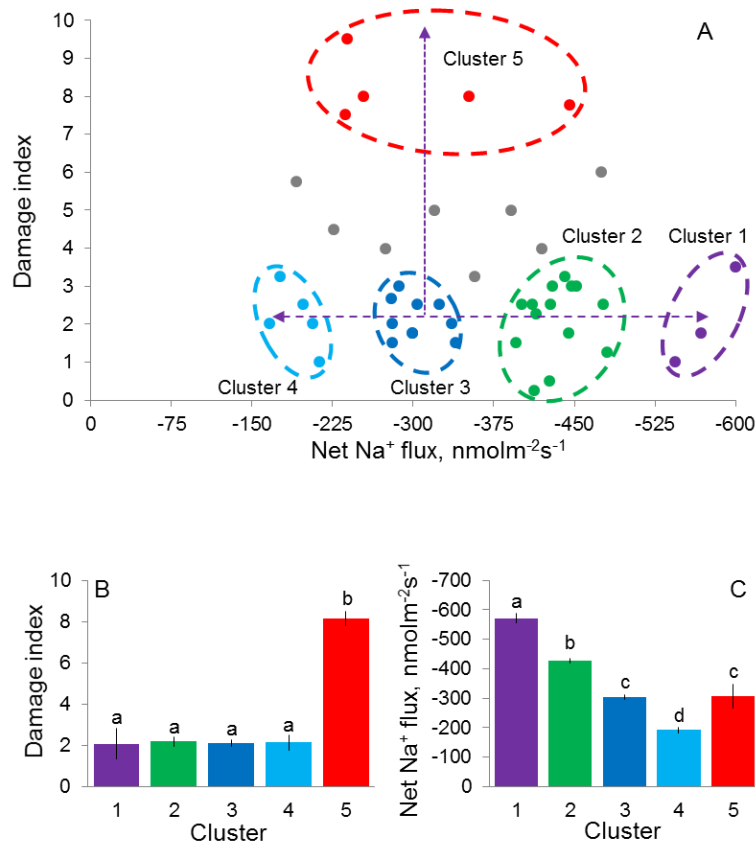 A
Damage index
10
9
8
7
6
5
4
3
2
1
0
Cluster 5
Cluster 2
Cluster 1
Cluster 4
Cluster 3
0 -75 -150 -225 -300 -375 -450 -525 -600
Net Na⁺ flux, nmolm⁻²s⁻¹
B
Damage index
10
8
6
4
2
0
a a a a b
1 2 3 4 5
Cluster
C
Net Na⁺ flux, nmolm⁻²s⁻¹
-700
-600
-500
-400
-300
-200
-100
0
a b c d c
1 2 3 4 5
Cluster